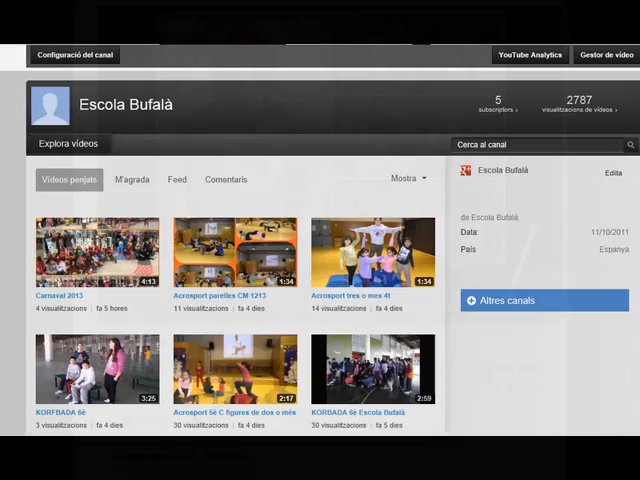 Configuració del canal
YouTube Analytics
Gestor de vídeo
Escola Bufalà
5
subscriptors ›
2787
visualitzacions de vídeos ›
Explora vídeos
Cerca al canal
Vídeos penjats
M'agrada
Feed
Comentaris
Mostra
Escola Bufalà
Edita
de Escola Bufalà
Data:
11/10/2011
País
Espanya
Altres canals
4:13
1:34
1:34
Carnaval 2013
Acrosport parelles CM 1213
Acrosport tres o mes 4t
4 visualitzacions | fa 5 hores
11 visualitzacions | fa 4 dies
14 visualitzacions | fa 4 dies
3:25
2:17
2:59
KORFBADA 6è
Acrosport 5è C figures de dos o més
KORBADA 6è Escola Bufalà
3 visualitzacions | fa 4 dies
30 visualitzacions | fa 4 dies
30 visualitzacions | fa 5 dies